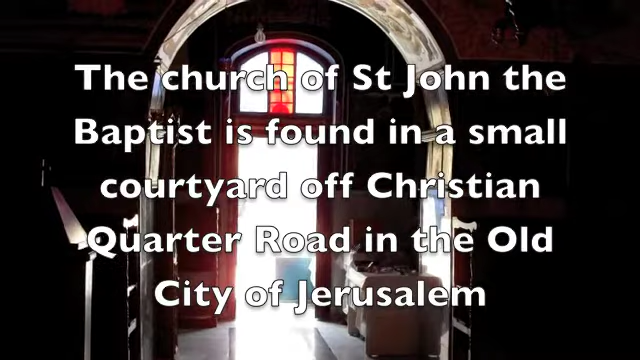 The church of St John the
Baptist is found in a small
courtyard off Christian
Quarter Road in the Old
City of Jerusalem